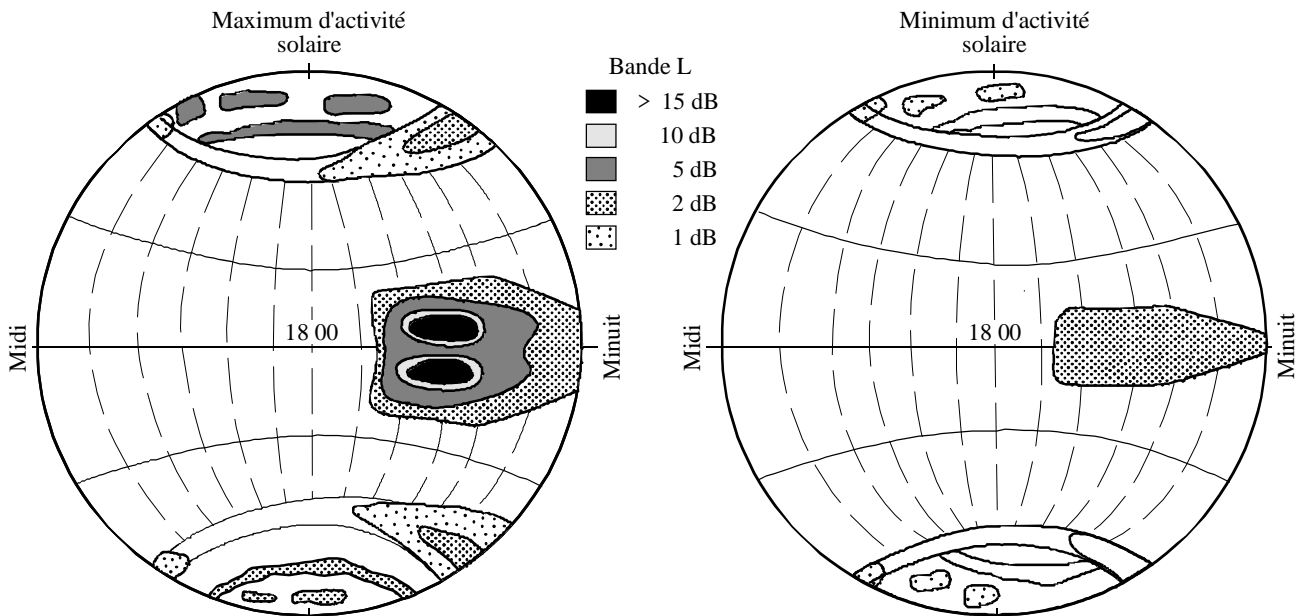 Maximum d'activité
solaire
Minimum d'activité
solaire
Bande L
> 15 dB
10 dB
5 dB
2 dB
1 dB
Midi
18 00
Minuit
Midi
18 00
Minuit